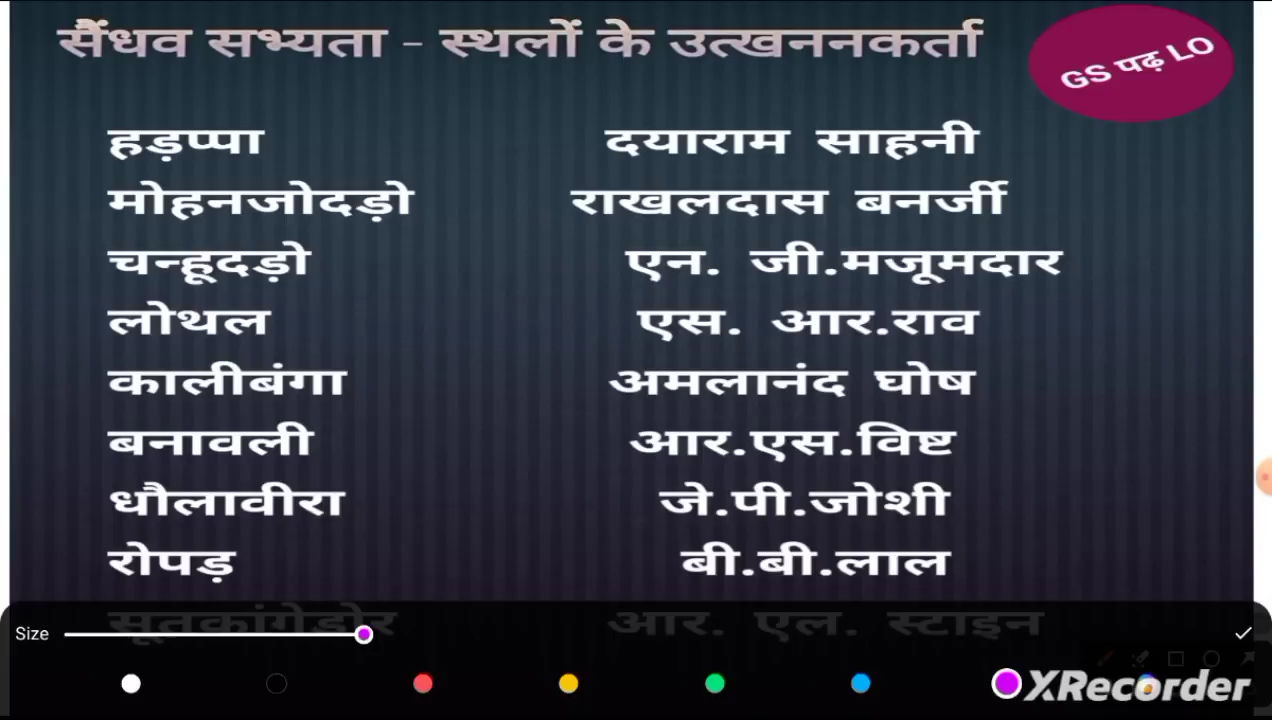 सैंधव सभ्यता - स्थलों के उत्खननकर्ता
GS पढ़ LO
हड़प्पा दयाराम साहनी
मोहनजोदड़ो राखलदास बनर्जी
चन्हूदड़ो एन. जी.मजूमदार
लोथल एस. आर.राव
कालीबंगा अमलानंद घोष
बनावली आर.एस.विष्ट
धौलावीरा जे.पी.जोशी
रोपड़ बी.बी.लाल
सूतकांगेडोर आर. एल. स्टाइन
Size
XRecorder